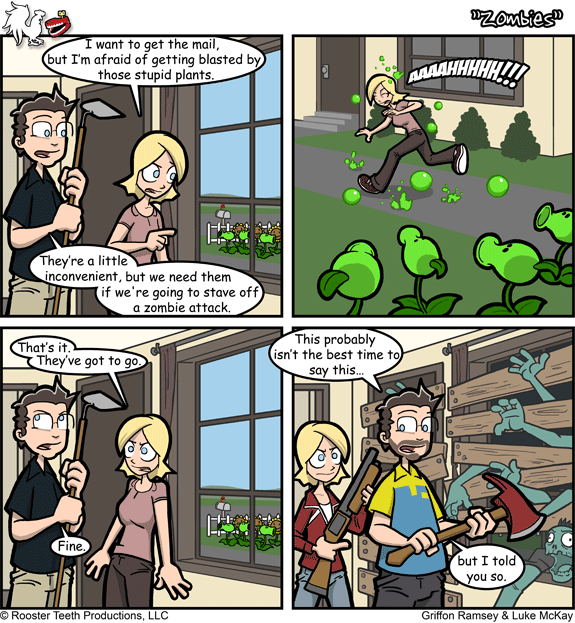 "Zombies"
I want to get the mail,
but I'm afraid of getting blasted by
those stupid plants.
They're a little
inconvenient, but we need them
if we're going to stave off
a zombie attack.
AAAAHHHHH!!!
That's it.
They've got to go.
Fine.
This probably
isn't the best time to
say this...
but I told
you so.
© Rooster Teeth Productions, LLC
Griffon Ramsey & Luke McKay